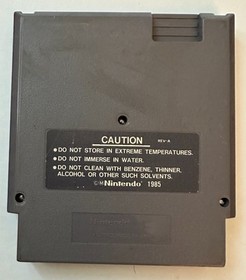 CAUTION REV-A
• DO NOT STORE IN EXTREME TEMPERATURES.
• DO NOT IMMERSE IN WATER.
• DO NOT CLEAN WITH BENZENE, THINNER,
ALCOHOL OR OTHER SUCH SOLVENTS.
©M Nintendo 1985